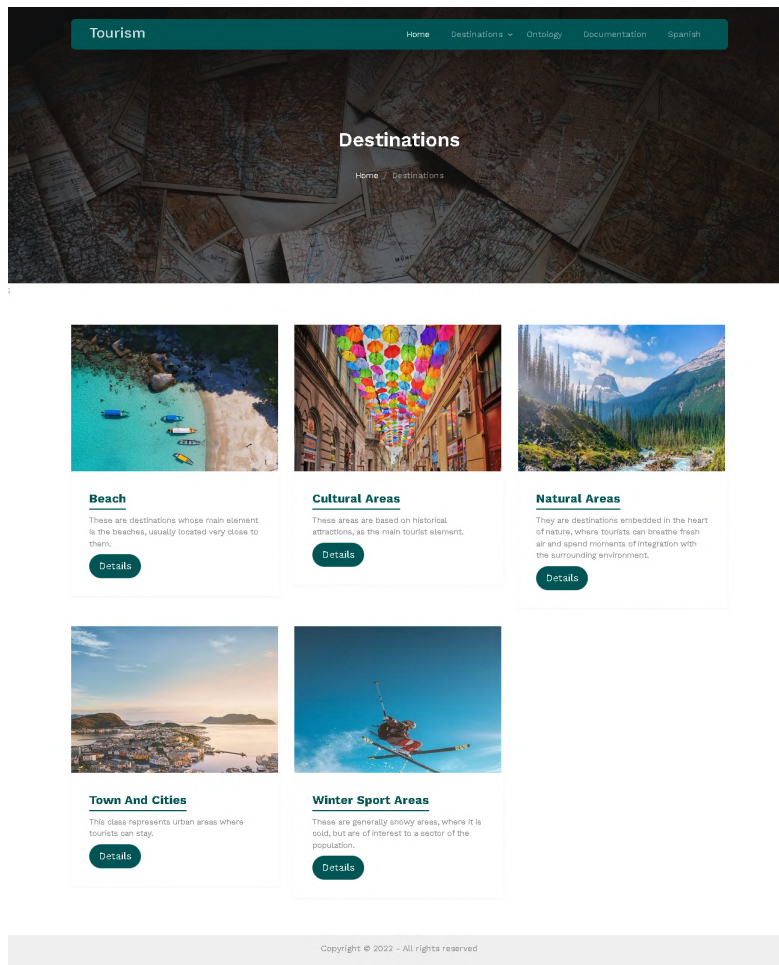 Tourism
Home Destinations Ontology Documentation Spanish
Destinations
Home / Destinations
;
Beach
These are destinations whose main element
is the beaches, usually located very close to
them.
Details
Cultural Areas
These areas are based on historical
attractions, as the main tourist element.
Details
Natural Areas
They are destinations embedded in the heart
of nature, where tourists can breathe fresh
air and spend moments of integration with
the surrounding environment.
Details
Town And Cities
This class represents urban areas where
tourists can stay.
Details
Winter Sport Areas
These are generally snowy areas, where it is
cold, but are of interest to a sector of the
population.
Details
Copyright © 2022 - All rights reserved